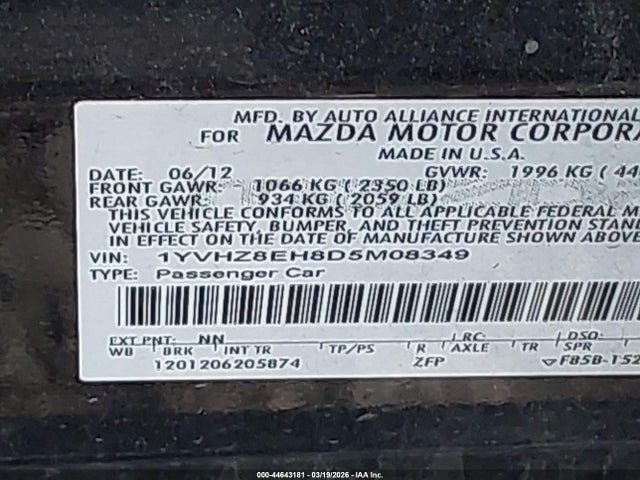 MFD. BY AUTO ALLIANCE INTERNATIONAL
FOR MAZDA MOTOR CORPORA
MADE IN U.S.A.
DATE: 06/12 GVWR: 1996 KG ( 440
FRONT GAWR: 1066 KG ( 2350 LB)
REAR GAWR: 934 KG ( 2059 LB)
THIS VEHICLE CONFORMS TO ALL APPLICABLE FEDERAL M
VEHICLE SAFETY, BUMPER, AND THEFT PREVENTION STAND
IN EFFECT ON THE DATE OF MANUFACTURE SHOWN ABOVE
VIN: 1YVHZ8EH8D5M08349
TYPE: Passenger Car
EXT PNT: NN RC: DSO:
WB BRK INT TR TP/PS R AXLE TR SPR
1201206205874 ZFP F85B-152
000-44643181 - 03/19/2026 - IAA Inc.